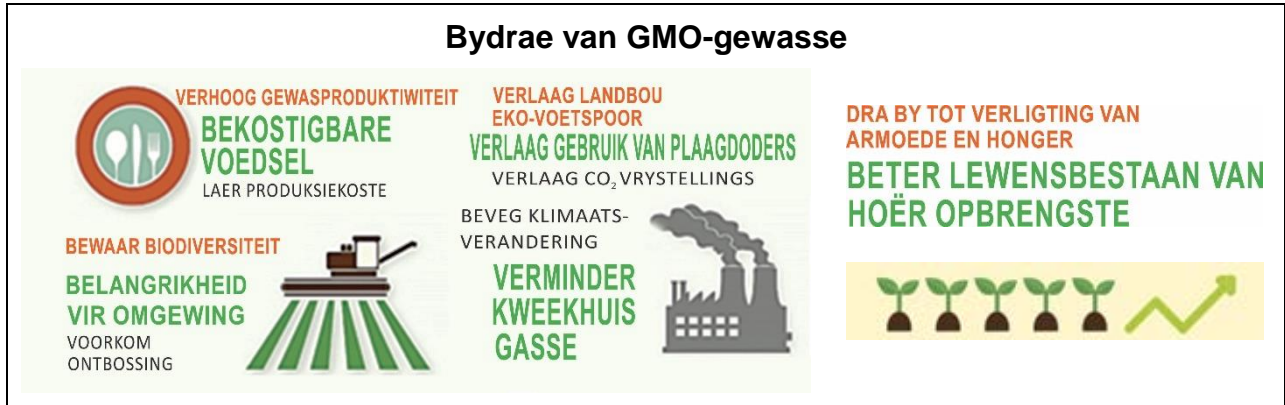 Bydrae van GMO-gewasse
VERHOOG GEWASPRODUKTIWITEIT
BEKOSTIGBARE
VOEDSEL
LAER PRODUKSIEKOSTE
BEWAAR BIODIVERSITEIT
BELANGRIKHEID
VIR OMGEWING
VOORKOM
ONTBOSSING
VERLAAG LANDBOU
EKO-VOETSPOOR
VERLAAG GEBRUIK VAN PLAAGDODERS
VERLAAG CO₂ VRYSTELLINGS
BEVEG KLIMAATS-
VERANDERING
VERMINDER
KWEEKHUIS
GASSE
DRA BY TOT VERLIGTING VAN
ARMOEDE EN HONGER
BETER LEWENSBESTAAN VAN
HOËR OPBRENGSTE